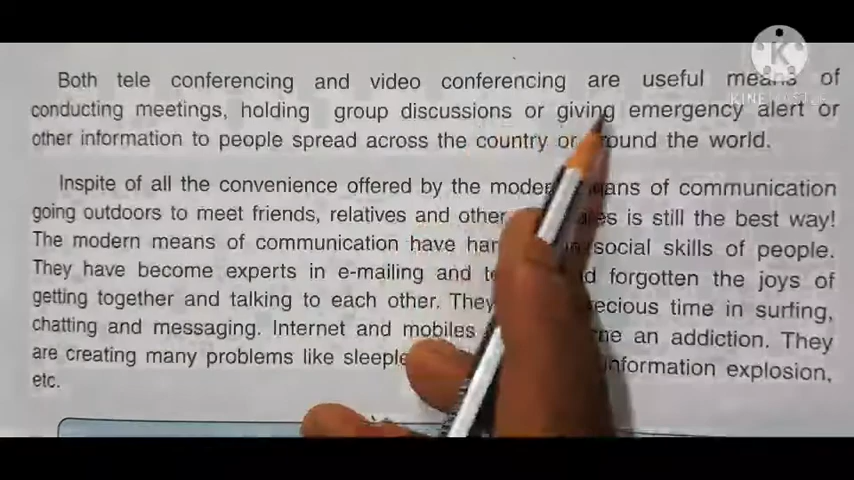 Both tele conferencing and video conferencing are useful means of
conducting meetings, holding group discussions or giving emergency alert or
other information to people spread across the country or around the world.
Inspite of all the convenience offered by the modern means of communication
going outdoors to meet friends, relatives and other is still the best way!
The modern means of communication have social skills of people.
They have become experts in e-mailing and forgotten the joys of
getting together and talking to each other. They precious time in surfing,
chatting and messaging. Internet and mobiles an addiction. They
are creating many problems like information explosion,
etc.
K
KINEMASTER